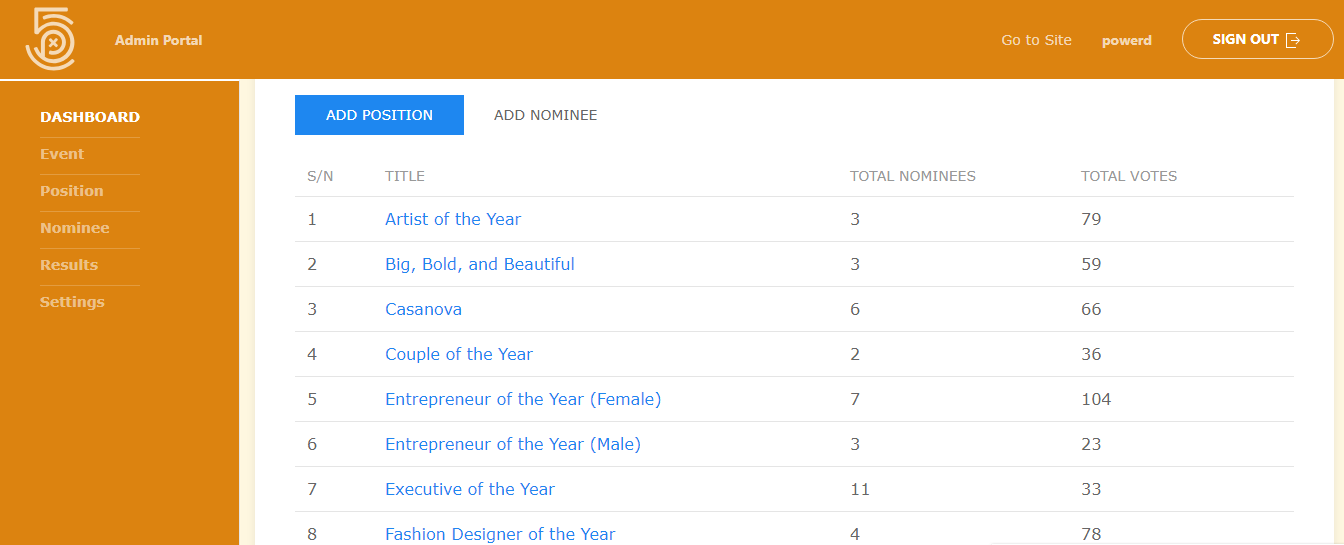 Admin Portal
Go to Site
powerd
SIGN OUT
DASHBOARD
Event
Position
Nominee
Results
Settings
ADD POSITION ADD NOMINEE
S/N TITLE TOTAL NOMINEES TOTAL VOTES
1 Artist of the Year 3 79
2 Big, Bold, and Beautiful 3 59
3 Casanova 6 66
4 Couple of the Year 2 36
5 Entrepreneur of the Year (Female) 7 104
6 Entrepreneur of the Year (Male) 3 23
7 Executive of the Year 11 33
8 Fashion Designer of the Year 4 78